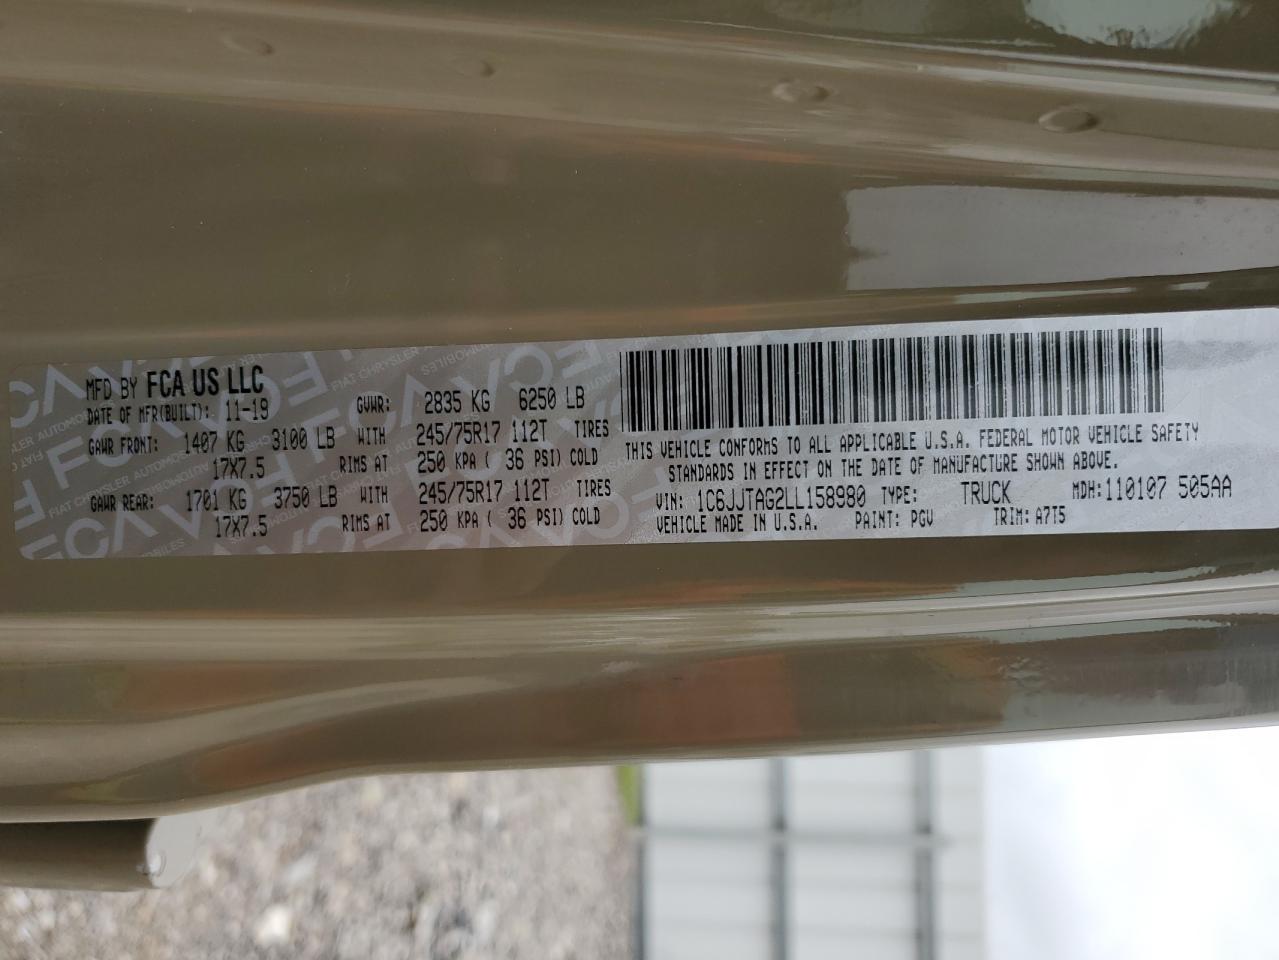 MFD BY FCA US LLC
DATE OF MFR(BUILT): 11-19 GVWR: 2835 KG 6250 LB
GAWR FRONT: 1407 KG 3100 LB WITH 245/75R17 112T TIRES
17X7.5 RIMS AT 250 KPA ( 36 PSI) COLD
GAWR REAR: 1701 KG 3750 LB WITH 245/75R17 112T TIRES
17X7.5 RIMS AT 250 KPA ( 36 PSI) COLD
THIS VEHICLE CONFORMS TO ALL APPLICABLE U.S.A. FEDERAL MOTOR VEHICLE SAFETY
STANDARDS IN EFFECT ON THE DATE OF MANUFACTURE SHOWN ABOVE.
VIN: 1C6JJTAG2LL158980 TYPE: TRUCK MDH: 110107 505AA
VEHICLE MADE IN U.S.A. PAINT: PGV TRIM: A7T5